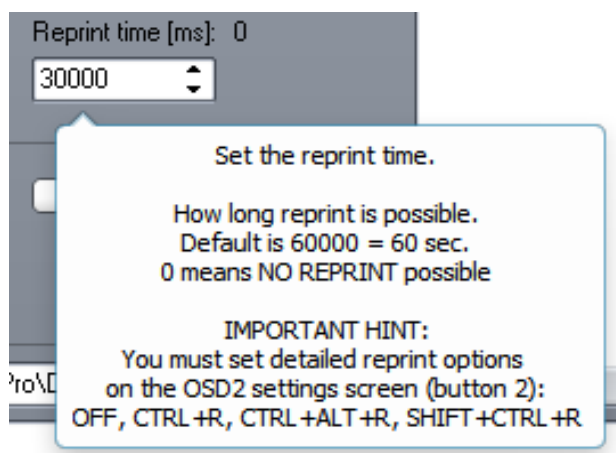 Reprint time [ms]: 0
30000
Set the reprint time.
How long reprint is possible.
Default is 60000 = 60 sec.
0 means NO REPRINT possible
IMPORTANT HINT:
You must set detailed reprint options
on the OSD2 settings screen (button 2):
OFF, CTRL+R, CTRL+ALT+R, SHIFT+CTRL+R